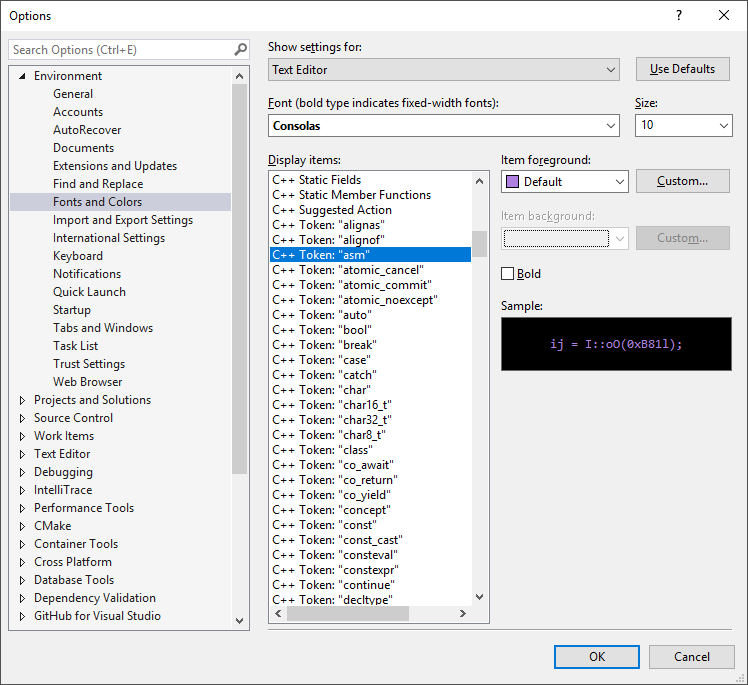 Options
?
Search Options (Ctrl+E)
Environment
General
Accounts
AutoRecover
Documents
Extensions and Updates
Find and Replace
Fonts and Colors
Import and Export Settings
International Settings
Keyboard
Notifications
Quick Launch
Startup
Tabs and Windows
Task List
Trust Settings
Web Browser
Projects and Solutions
Source Control
Work Items
Text Editor
Debugging
IntelliTrace
Performance Tools
CMake
Container Tools
Cross Platform
Database Tools
Dependency Validation
GitHub for Visual Studio
Show settings for:
Text Editor
Use Defaults
Font (bold type indicates fixed-width fonts):
Size:
Consolas
10
Display items:
C++ Static Fields
C++ Static Member Functions
C++ Suggested Action
C++ Token: "alignas"
C++ Token: "alignof"
C++ Token: "asm"
C++ Token: "atomic_cancel"
C++ Token: "atomic_commit"
C++ Token: "atomic_noexcept"
C++ Token: "auto"
C++ Token: "bool"
C++ Token: "break"
C++ Token: "case"
C++ Token: "catch"
C++ Token: "char"
C++ Token: "char16_t"
C++ Token: "char32_t"
C++ Token: "char8_t"
C++ Token: "class"
C++ Token: "co_await"
C++ Token: "co_return"
C++ Token: "co_yield"
C++ Token: "concept"
C++ Token: "const"
C++ Token: "const_cast"
C++ Token: "consteval"
C++ Token: "constexpr"
C++ Token: "continue"
C++ Token: "decltype"
Item foreground:
Default
Custom...
Item background:
Custom...
Bold
Sample:
ij = I::oO(0xB81l);
OK
Cancel